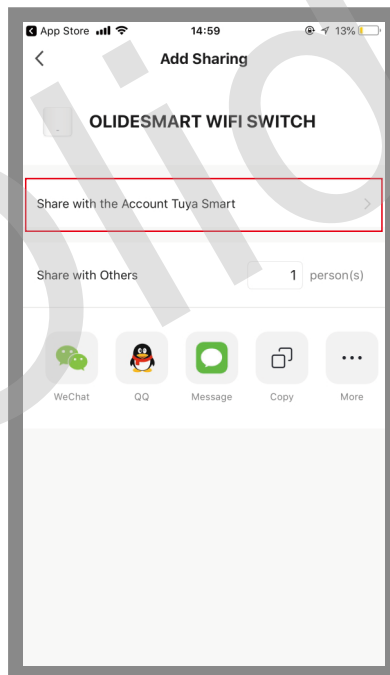 App Store 14:59 13%
Add Sharing
OLIDESMART WIFI SWITCH
Share with the Account Tuya Smart
Share with Others 1 person(s)
WeChat QQ Message Copy More